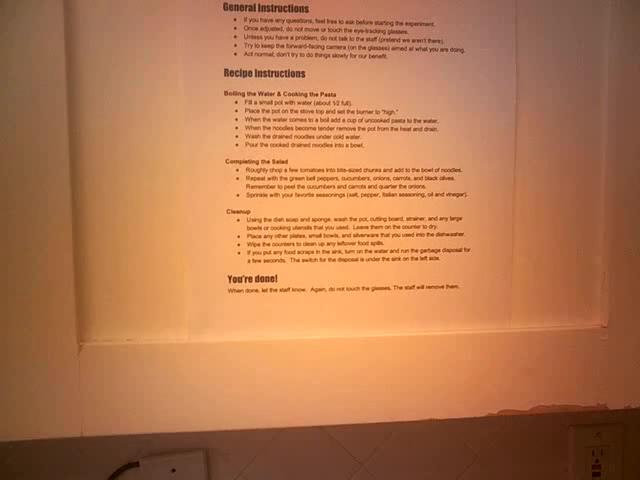 General Instructions
● If you have any questions, feel free to ask before starting the experiment.
● Once adjusted, do not move or touch the eye-tracking glasses.
● Unless you have a problem, do not talk to the staff (pretend we aren't there).
● Try to keep the forward-facing camera (on the glasses) aimed at what you are doing.
● Act normal; don't try to do things slowly for our benefit.
Recipe Instructions
Boiling the Water & Cooking the Pasta
● Fill a small pot with water (about 1/2 full).
● Place the pot on the stove top and set the burner to "high."
● When the water comes to a boil add a cup of uncooked pasta to the water.
● When the noodles become tender remove the pot from the heat and drain.
● Wash the drained noodles under cold water.
● Pour the cooked drained noodles into a bowl.
Completing the Salad
● Roughly chop a few tomatoes into bite-sized chunks and add to the bowl of noodles.
● Repeat with the green bell peppers, cucumbers, onions, carrots, and black olives.
Remember to peel the cucumbers and carrots and quarter the onions.
● Sprinkle with your favorite seasonings (salt, pepper, Italian seasoning, oil and vinegar).
Cleanup
● Using the dish soap and sponge, wash the pot, cutting board, strainer, and any large
bowls or cooking utensils that you used. Leave them on the counter to dry.
● Place any other plates, small bowls, and silverware that you used into the dishwasher.
● Wipe the counters to clean up any leftover food spills.
● If you put any food scraps in the sink, turn on the water and run the garbage disposal for
a few seconds. The switch for the disposal is under the sink on the left side.
You're done!
When done, let the staff know. Again, do not touch the glasses. The staff will remove them.